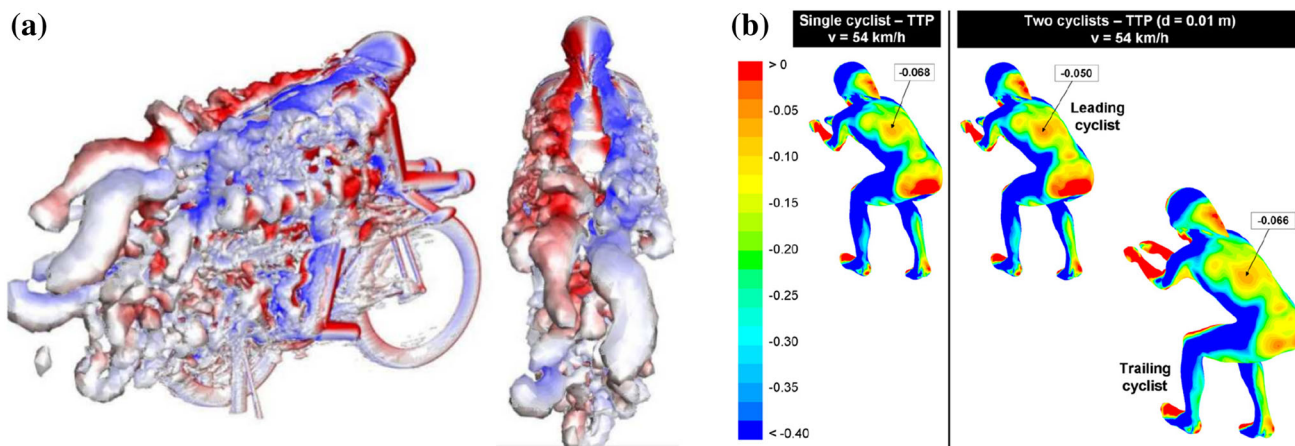 (a)
(b)
Single cyclist – TTP
v = 54 km/h
Two cyclists – TTP (d = 0.01 m)
v = 54 km/h
> 0
-0.05
-0.10
-0.15
-0.20
-0.25
-0.30
-0.35
< -0.40
-0.068
-0.050
Leading
cyclist
-0.066
Trailing
cyclist